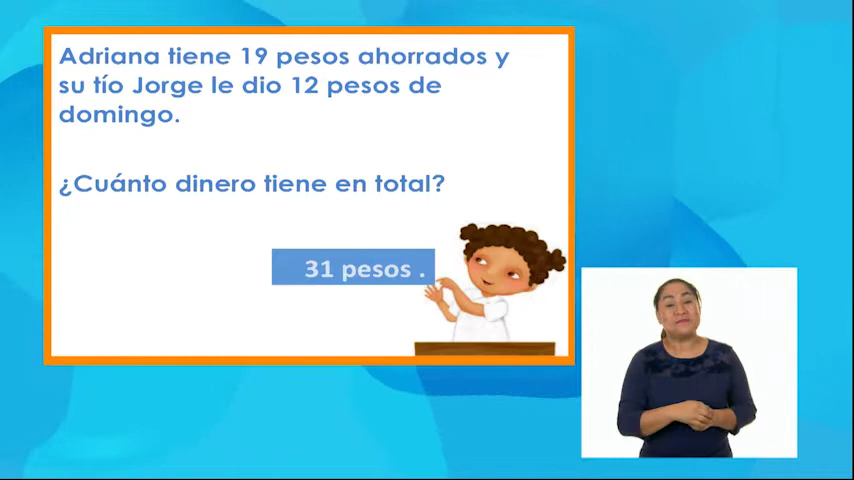 Adriana tiene 19 pesos ahorrados y
su tío Jorge le dio 12 pesos de
domingo.
¿Cuánto dinero tiene en total?
31 pesos .